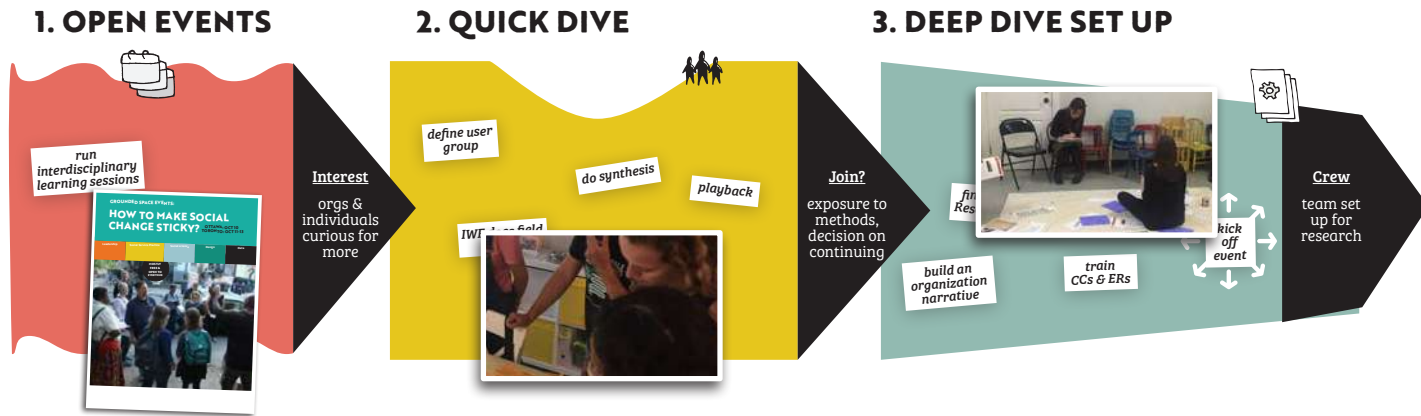 1. OPEN EVENTS
run
interdisciplinary
learning sessions
GROUNDED SPACE EVENTS:
HOW TO MAKE SOCIAL
CHANGE STICKY?
Interest
orgs &
individuals
curious for
more
2. QUICK DIVE
define user
group
do synthesis
playback
Join?
exposure to
methods,
decision on
continuing
3. DEEP DIVE SET UP
build an
organization
narrative
train
CCs & ERs
kick
off
event
Crew
team set
up for
research